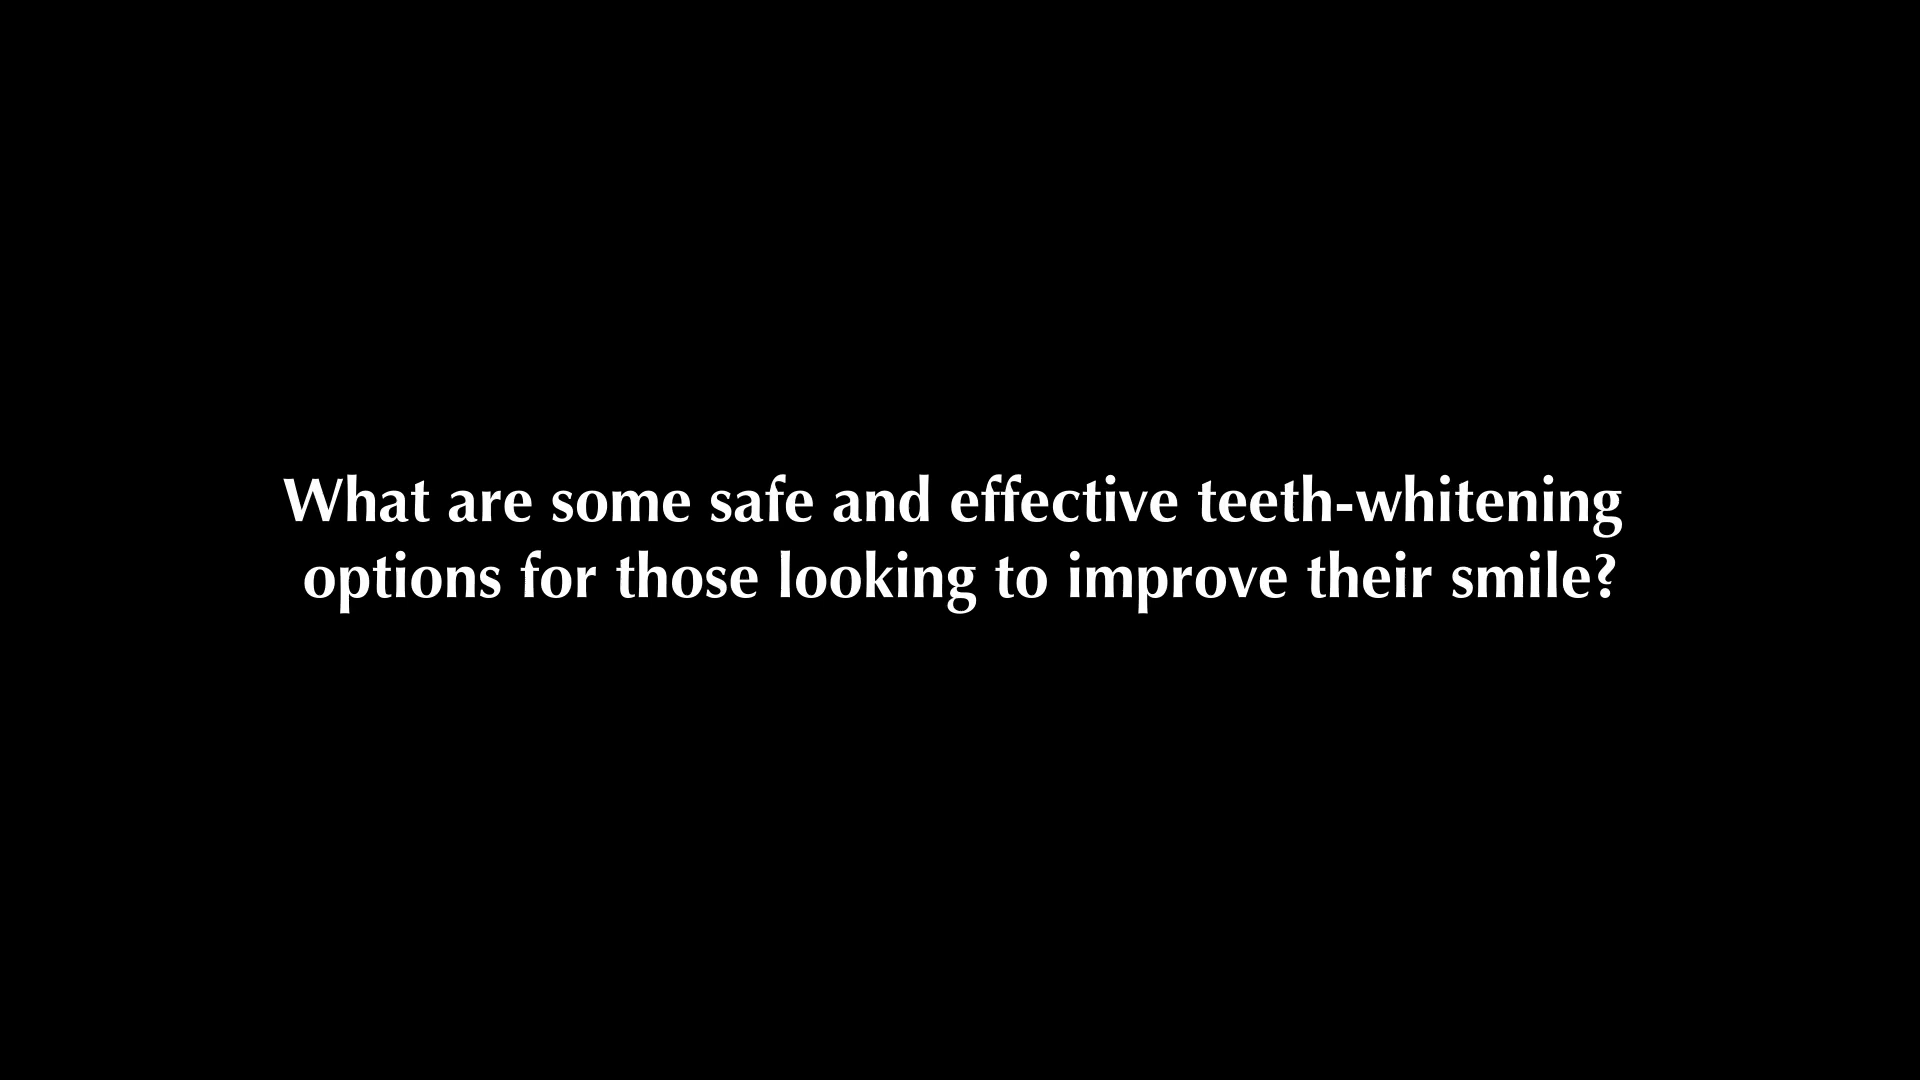 What are some safe and effective teeth-whitening
options for those looking to improve their smile?